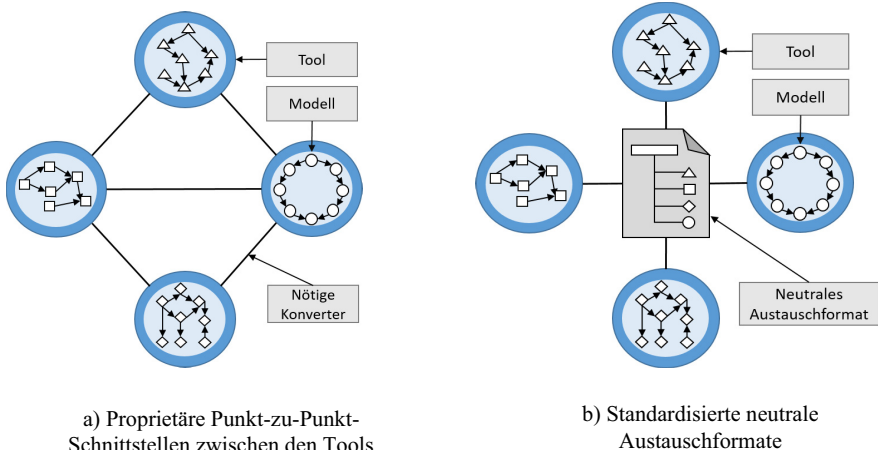 Tool
Modell
Nötige
Konverter
a) Proprietäre Punkt-zu-Punkt-
Schnittstellen zwischen den Tools
Tool
Modell
Neutrales
Austauschformat
b) Standardisierte neutrale
Austauschformate